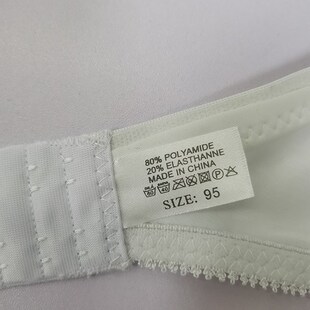 80% POLYAMIDE
20% ELASTHANNE
MADE IN CHINA
SIZE: 95